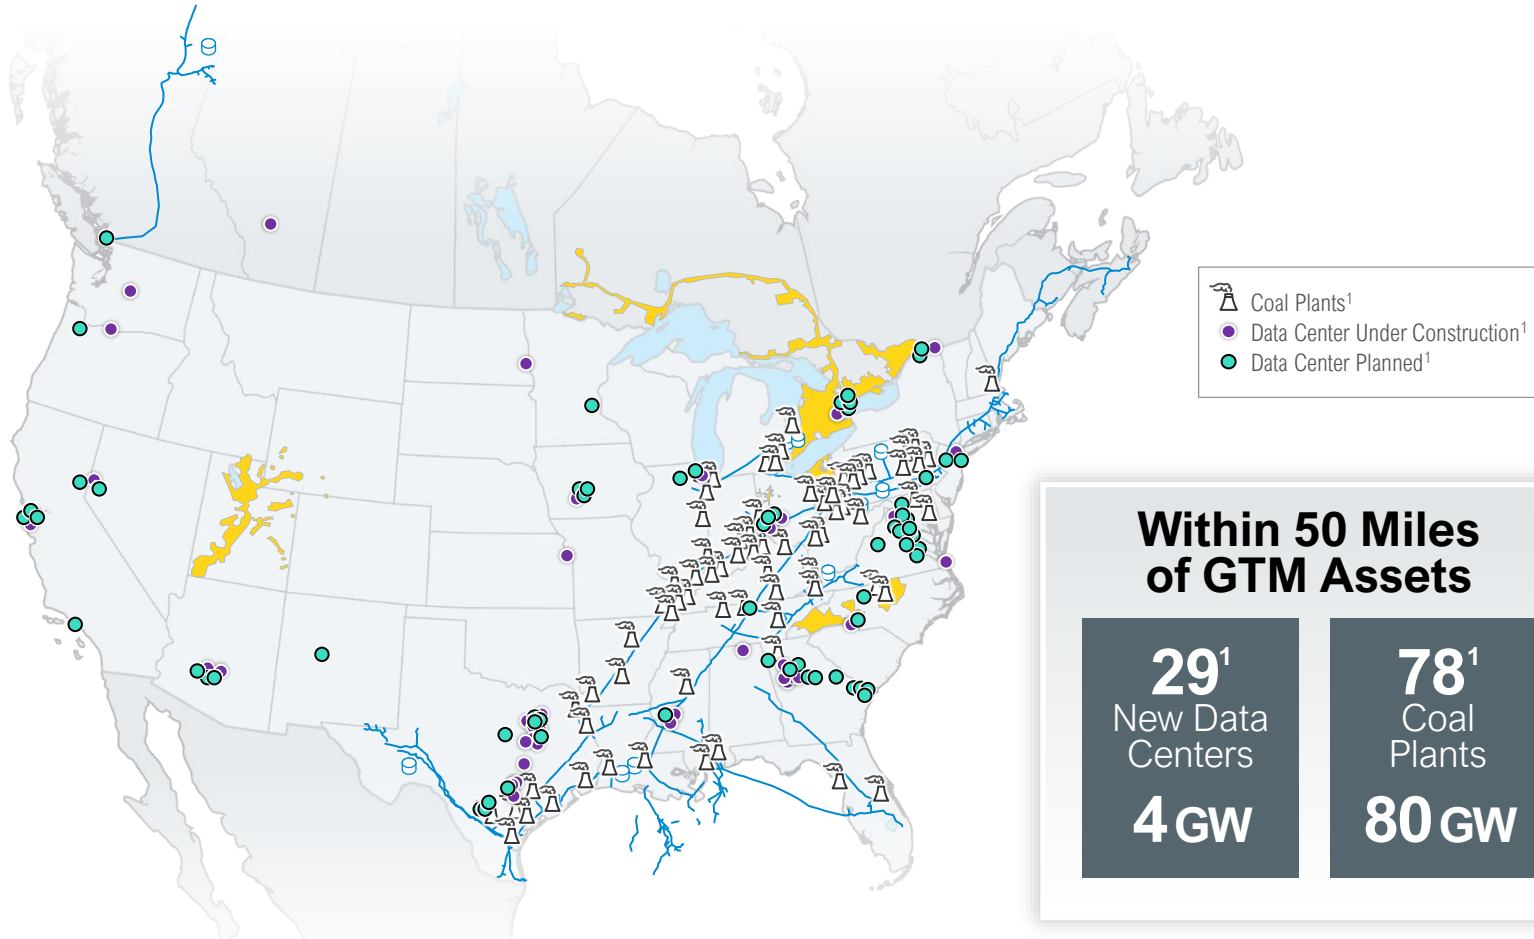 Coal Plants¹
Data Center Under Construction¹
Data Center Planned¹
Within 50 Miles
of GTM Assets
29¹
New Data
Centers
4 GW
78¹
Coal
Plants
80 GW